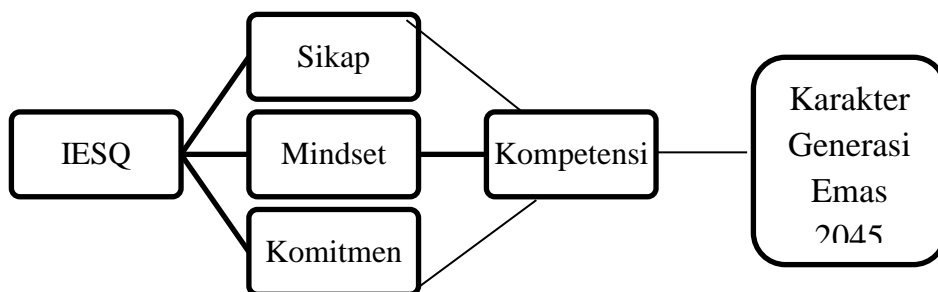 IESQ
Sikap
Mindset
Komitmen
Kompetensi
Karakter
Generasi
Emas
2045